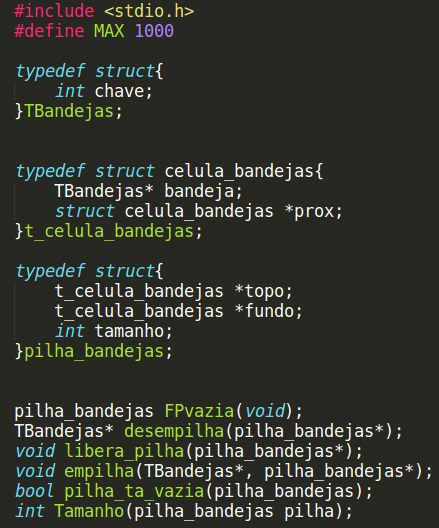 #include <stdio.h>
#define MAX 1000
typedef struct{
int chave;
}TBandejas;
typedef struct celula_bandejas{
TBandejas* bandeja;
struct celula_bandejas *prox;
}t_celula_bandejas;
typedef struct{
t_celula_bandejas *topo;
t_celula_bandejas *fundo;
int tamanho;
}pilha_bandejas;
pilha_bandejas FPvazia(void);
TBandejas* desempilha(pilha_bandejas*);
void libera_pilha(pilha_bandejas*);
void empilha(TBandejas*, pilha_bandejas*);
bool pilha_ta_vazia(pilha_bandejas);
int Tamanho(pilha_bandejas pilha);